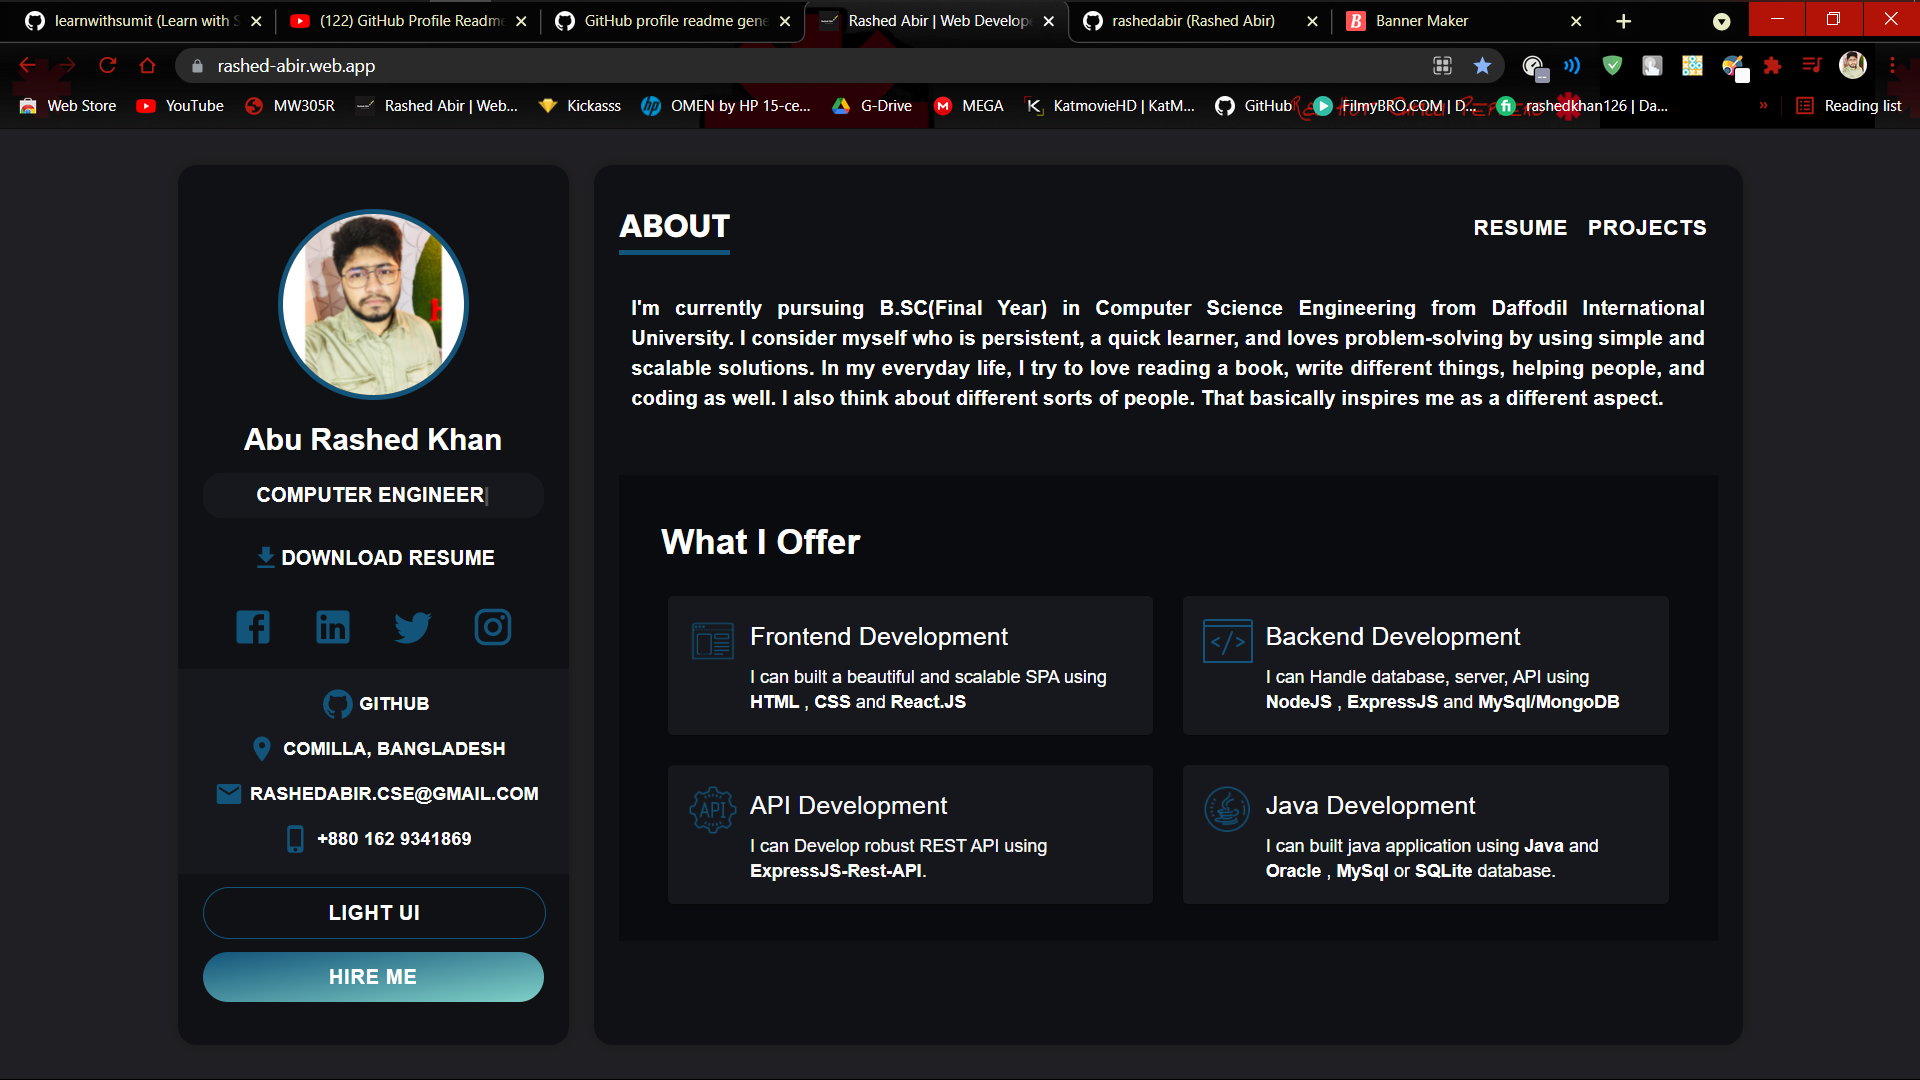 learnwithsumit (Learn with S
(122) GitHub Profile Readme
GitHub profile readme gene
Rashed Abir | Web Develope
rashedabir (Rashed Abir)
Banner Maker
rashed-abir.web.app
Web Store
YouTube
MW305R
Rashed Abir | Web...
Kickasss
OMEN by HP 15-ce...
G-Drive
MEGA
KatmovieHD | KatM...
GitHub
FilmyBRO.COM | D...
rashedkhan126 | Da...
»
Reading list
Abu Rashed Khan
COMPUTER ENGINEER|
DOWNLOAD RESUME
GITHUB
COMILLA, BANGLADESH
RASHEDABIR.CSE@GMAIL.COM
+880 162 9341869
LIGHT UI
HIRE ME
ABOUT
RESUME PROJECTS
I'm currently pursuing B.SC(Final Year) in Computer Science Engineering from Daffodil International
University. I consider myself who is persistent, a quick learner, and loves problem-solving by using simple and
scalable solutions. In my everyday life, I try to love reading a book, write different things, helping people, and
coding as well. I also think about different sorts of people. That basically inspires me as a different aspect.
What I Offer
Frontend Development
I can built a beautiful and scalable SPA using
HTML , CSS and React.JS
</>
Backend Development
I can Handle database, server, API using
NodeJS , ExpressJS and MySql/MongoDB
API
API Development
I can Develop robust REST API using
ExpressJS-Rest-API.
Java Development
I can built java application using Java and
Oracle , MySql or SQLite database.